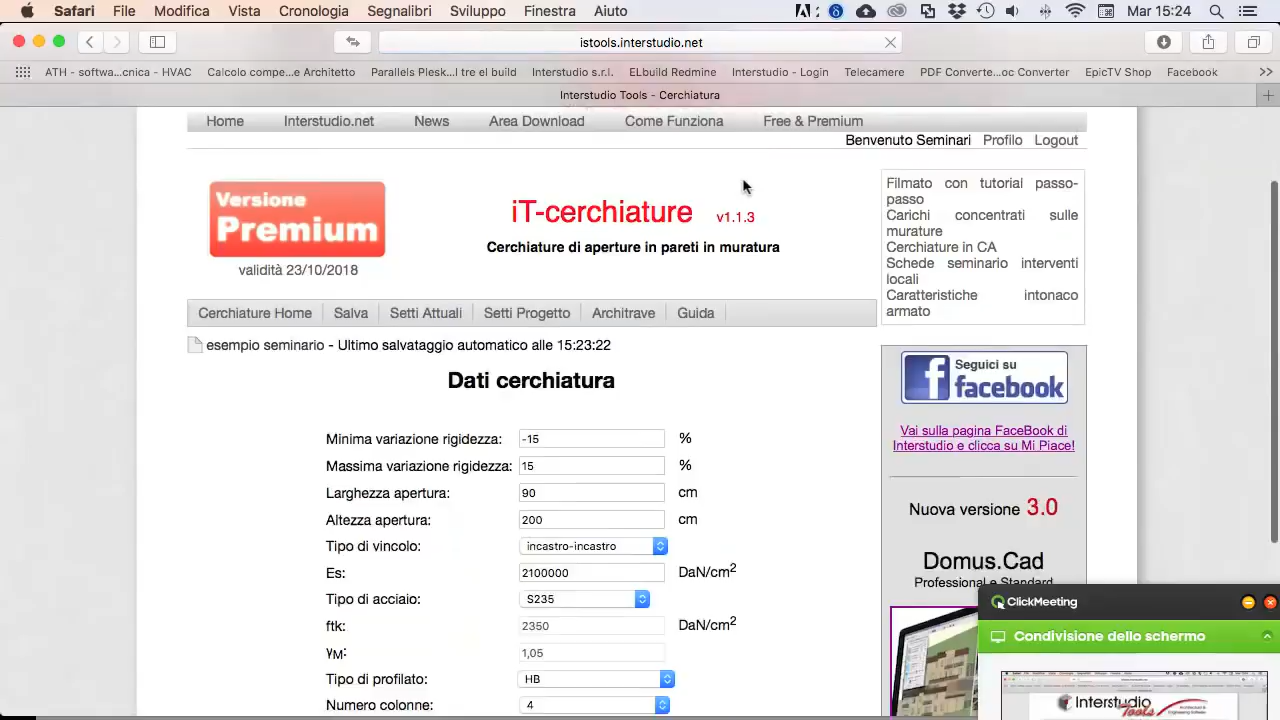 Safari File Modifica Vista Cronologia Segnalibri Sviluppo Finestra Aiuto Mar 15:24
istools.interstudio.net
ATH - softwa...cnica - HVAC Calcolo compe...e Architetto Parallels Plesk...l tre el build Interstudio s.r.l. ELbuild Redmine Interstudio - Login Telecamere PDF Converte...oc Converter EpicTV Shop Facebook
Interstudio Tools - Cerchiatura
Home Interstudio.net News Area Download Come Funziona Free & Premium
Benvenuto Seminari Profilo Logout
Versione
Premium
validità 23/10/2018
iT-cerchiature v1.1.3
Cerchiature di aperture in pareti in muratura
Filmato con tutorial passo-
passo
Carichi concentrati sulle
murature
Cerchiature in CA
Schede seminario interventi
locali
Caratteristiche intonaco
armato
Cerchiature Home Salva Setti Attuali Setti Progetto Architrave Guida
esempio seminario - Ultimo salvataggio automatico alle 15:23:22
Dati cerchiatura
Minima variazione rigidezza: -15 %
Massima variazione rigidezza: 15 %
Larghezza apertura: 90 cm
Altezza apertura: 200 cm
Tipo di vincolo: incastro-incastro
Es: 2100000 DaN/cm2
Tipo di acciaio: S235
ftk: 2350 DaN/cm2
γM: 1,05
Tipo di profilato: HB
Numero colonne: 4
Seguici su
facebook
Vai sulla pagina FaceBook di
Interstudio e clicca su Mi Piace!
Nuova versione 3.0
Domus.Cad
Professional e Standard
ClickMeeting
Condivisione dello schermo
Interstudio
Tools